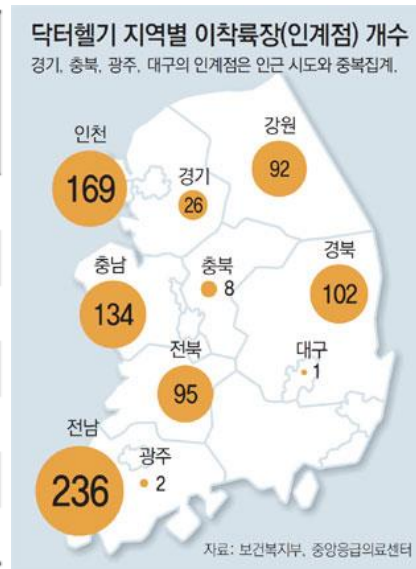 닥터헬기 지역별 이착륙장(인계점) 개수
경기, 충북, 광주, 대구의 인계점은 인근 시도와 중복집계.
인천
169
강원
92
경기
26
충남
134
충북
8
경북
102
전북
95
대구
1
전남
236
광주
2
자료: 보건복지부, 중앙응급의료센터